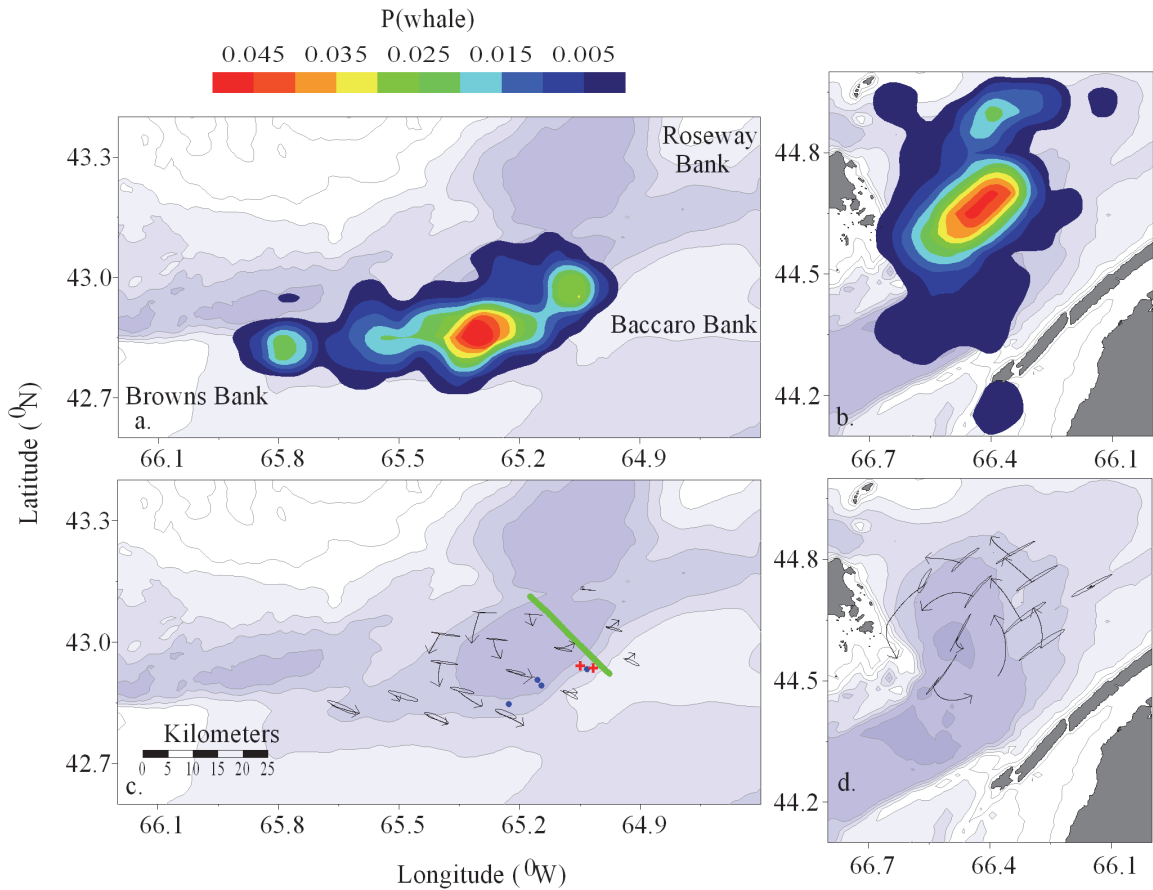 P(whale)
0.045 0.035 0.025 0.015 0.005
Roseway
Bank
Baccaro Bank
Browns Bank
a.
43.3
43.0
42.7
66.1 65.8 65.5 65.2 64.9
b.
44.8
44.5
44.2
66.7 66.4 66.1
Latitude ( ⁰N)
43.3
43.0
42.7
Kilometers
0 5 10 15 20 25
c.
66.1 65.8 65.5 65.2 64.9
44.8
44.5
44.2
d.
66.7 66.4 66.1
Longitude ( ⁰W)